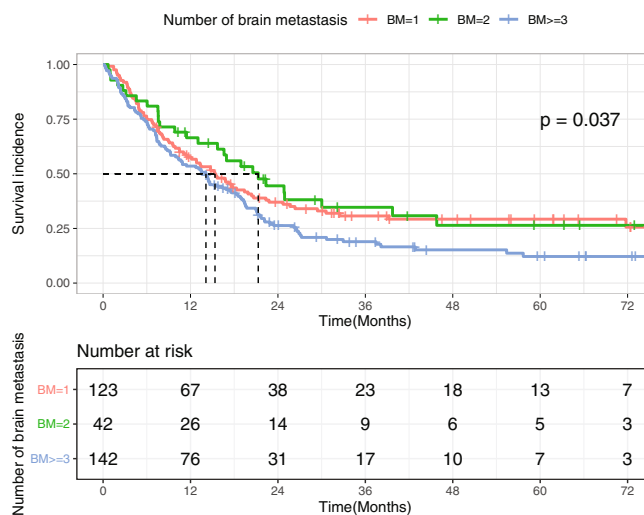 Number of brain metastasis BM=1 BM=2 BM>=3
1.00
0.75
0.50
0.25
0.00
Survival incidence
p = 0.037
0 12 24 36 48 60 72
Time(Months)
Number at risk
Number of brain metastasis
BM=1 123 67 38 23 18 13 7
BM=2 42 26 14 9 6 5 3
BM>=3 142 76 31 17 10 7 3
0 12 24 36 48 60 72
Time(Months)